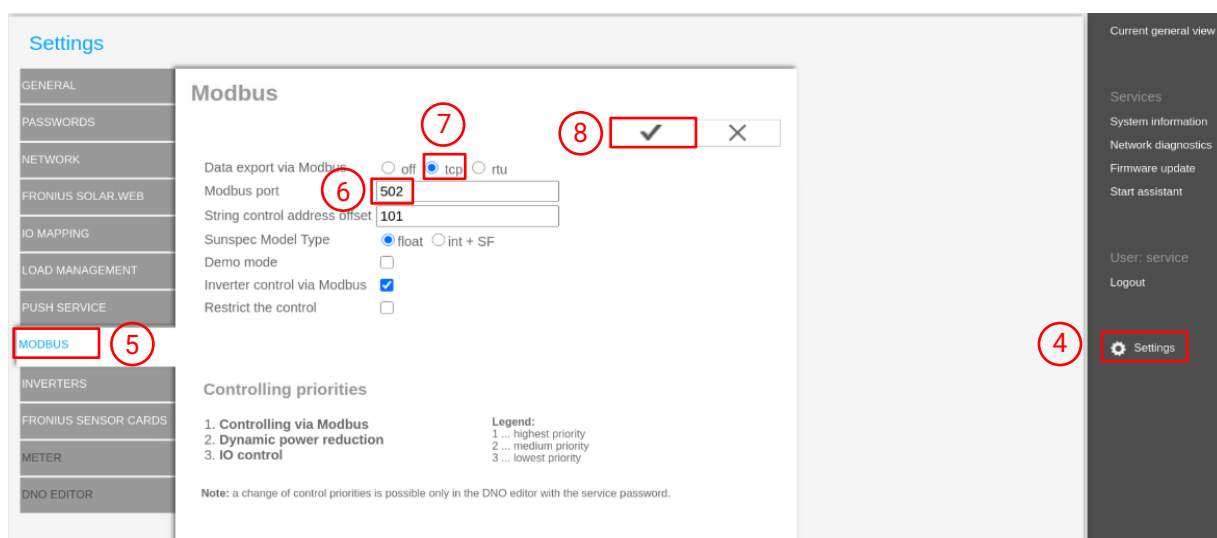 Settings
GENERAL
PASSWORDS
NETWORK
FRONIUS SOLAR.WEB
IO MAPPING
LOAD MANAGEMENT
PUSH SERVICE
MODBUS
5
INVERTERS
FRONIUS SENSOR CARDS
METER
DNO EDITOR
Modbus
7
8
Data export via Modbus off tcp rtu
Modbus port 6 502
String control address offset 101
Sunspec Model Type float int + SF
Demo mode
Inverter control via Modbus
Restrict the control
Controlling priorities
1. Controlling via Modbus
2. Dynamic power reduction
3. IO control
Legend:
1 ... highest priority
2 ... medium priority
3 ... lowest priority
Note: a change of control priorities is possible only in the DNO editor with the service password.
Current general view
Services
System information
Network diagnostics
Firmware update
Start assistant
User: service
Logout
4
Settings